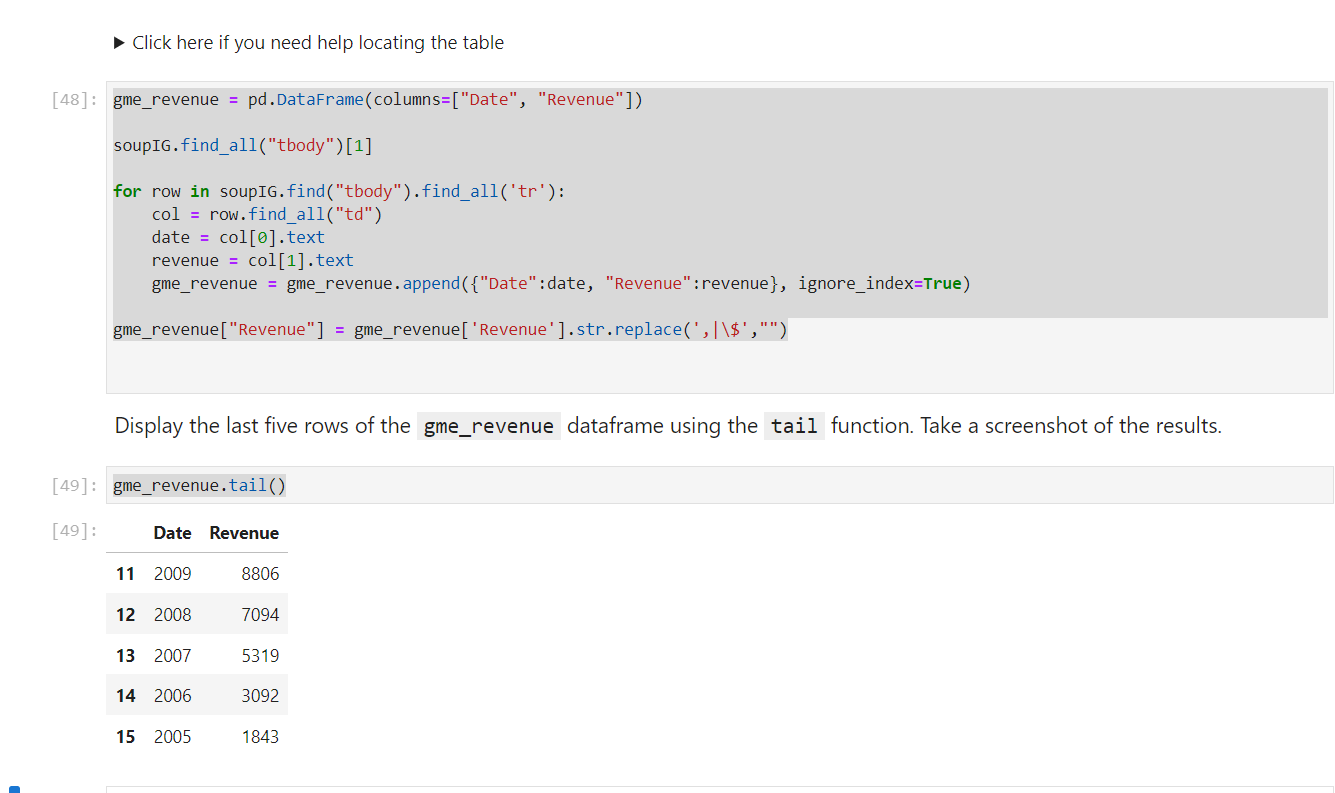 ▶ Click here if you need help locating the table
[48]: gme_revenue = pd.DataFrame(columns=["Date", "Revenue"])
soupIG.find_all("tbody")[1]
for row in soupIG.find("tbody").find_all('tr'):
    col = row.find_all("td")
    date = col[0].text
    revenue = col[1].text
    gme_revenue = gme_revenue.append({"Date":date, "Revenue":revenue}, ignore_index=True)
gme_revenue["Revenue"] = gme_revenue['Revenue'].str.replace(',|\$',"")
Display the last five rows of the gme_revenue dataframe using the tail function. Take a screenshot of the results.
[49]: gme_revenue.tail()
[49]: Date Revenue
11 2009 8806
12 2008 7094
13 2007 5319
14 2006 3092
15 2005 1843